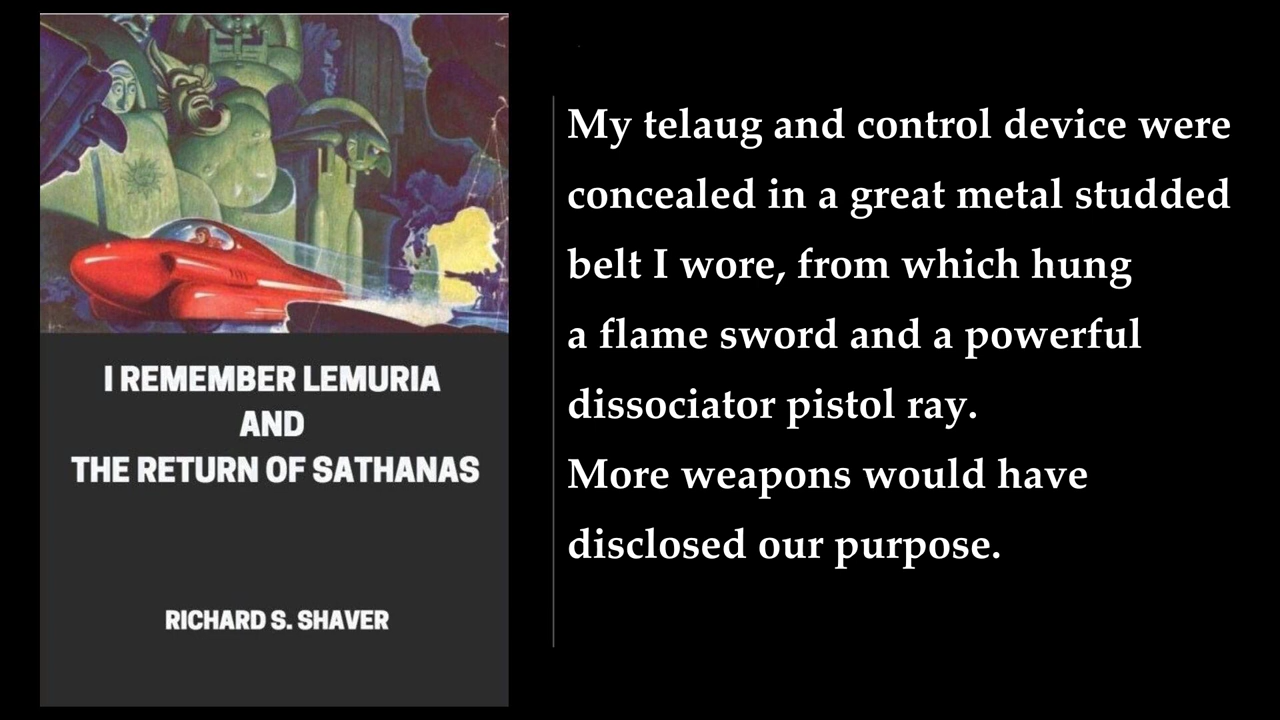 I REMEMBER LEMURIA
AND
THE RETURN OF SATHANAS
RICHARD S. SHAVER
My telaug and control device were
concealed in a great metal studded
belt I wore, from which hung
a flame sword and a powerful
dissociator pistol ray.
More weapons would have
disclosed our purpose.